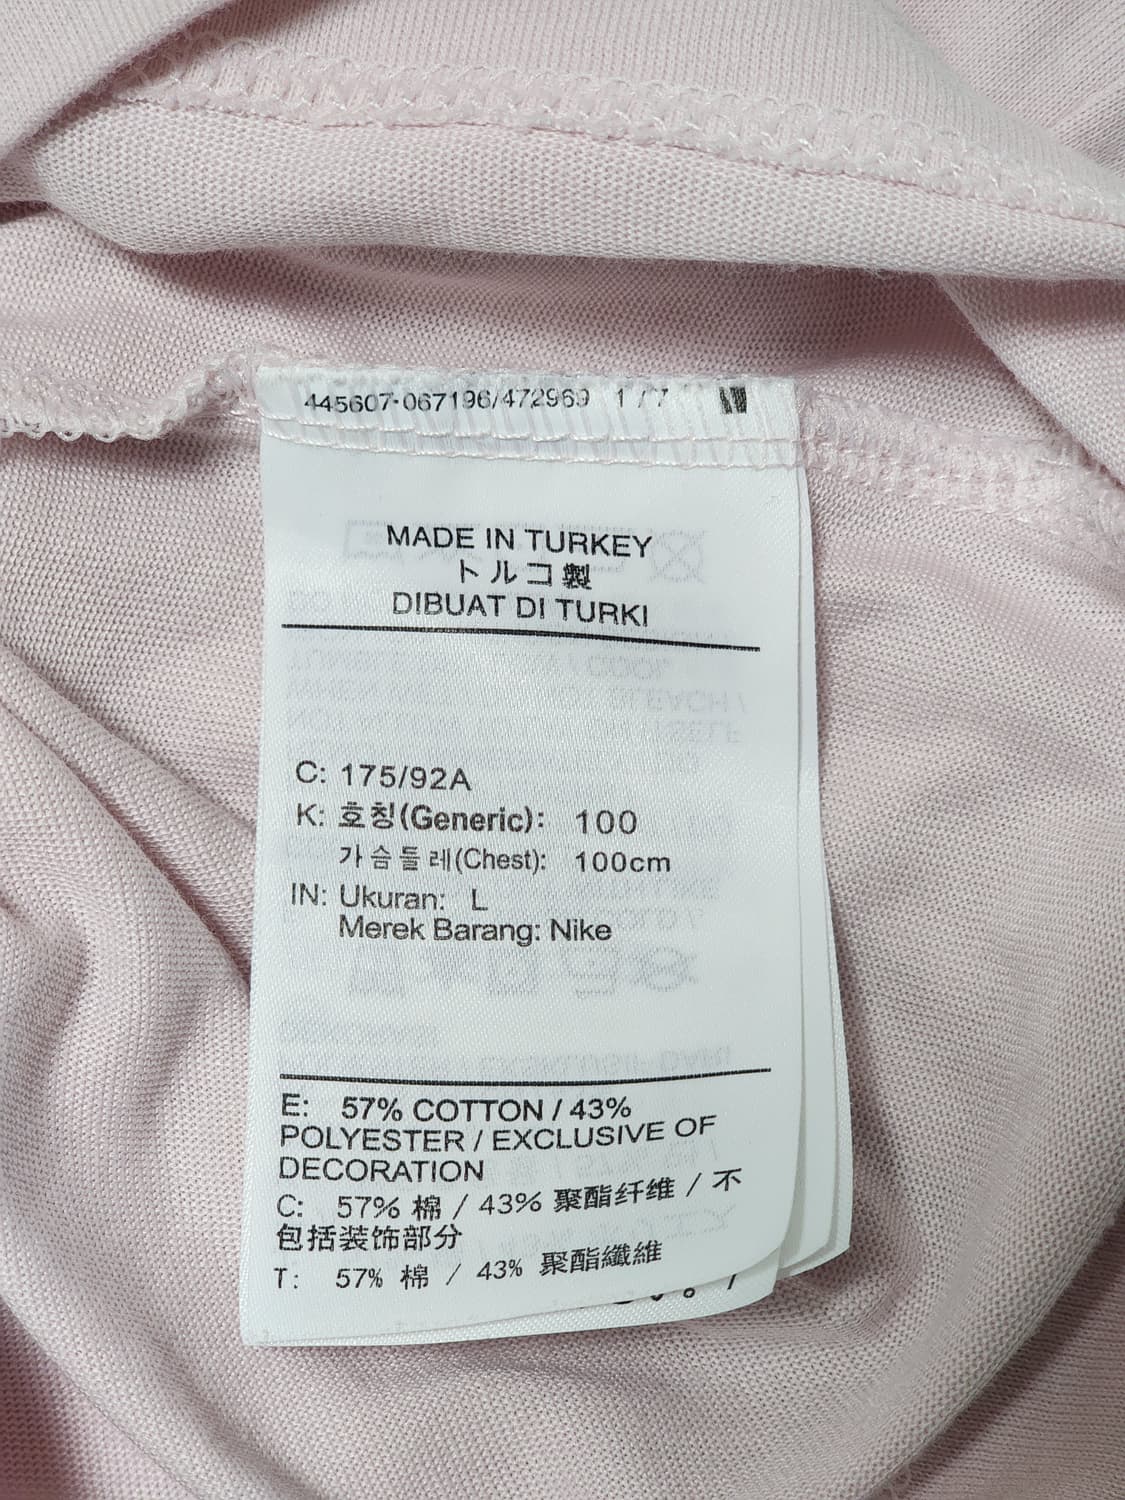 445607-067196/472969 1 / 7
MADE IN TURKEY
トルコ製
DIBUAT DI TURKI
C: 175/92A
K: 호칭(Generic): 100
가슴둘레(Chest): 100cm
IN: Ukuran: L
Merek Barang: Nike
E: 57% COTTON / 43%
POLYESTER / EXCLUSIVE OF
DECORATION
C: 57% 棉 / 43% 聚酯纤维 / 不
包括装饰部分
T: 57% 棉 / 43% 聚酯纖維